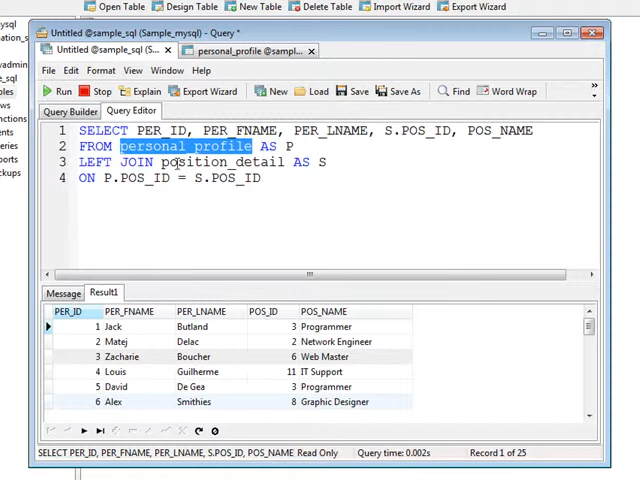 Open Table Design Table New Table Delete Table Import Wizard Export Wizard
mysql
Untitled @sample_sql (Sample_mysql) - Query *
Untitled @sample_sql (S... personal_profile @sampl...
File Edit Format View Window Help
Run Stop Explain Export Wizard New Load Save Save As Find Word Wrap
Query Builder Query Editor
1 SELECT PER_ID, PER_FNAME, PER_LNAME, S.POS_ID, POS_NAME
2 FROM personal_profile AS P
3 LEFT JOIN position_detail AS S
4 ON P.POS_ID = S.POS_ID
Message Result1
PER_ID PER_FNAME PER_LNAME POS_ID POS_NAME
1 Jack Butland 3 Programmer
2 Matej Delac 2 Network Engineer
3 Zacharie Boucher 6 Web Master
4 Louis Guilherme 11 IT Support
5 David De Gea 3 Programmer
6 Alex Smithies 8 Graphic Designer
SELECT PER_ID, PER_FNAME, PER_LNAME, S.POS_ID, POS_NAME Read Only Query time: 0.002s Record 1 of 25